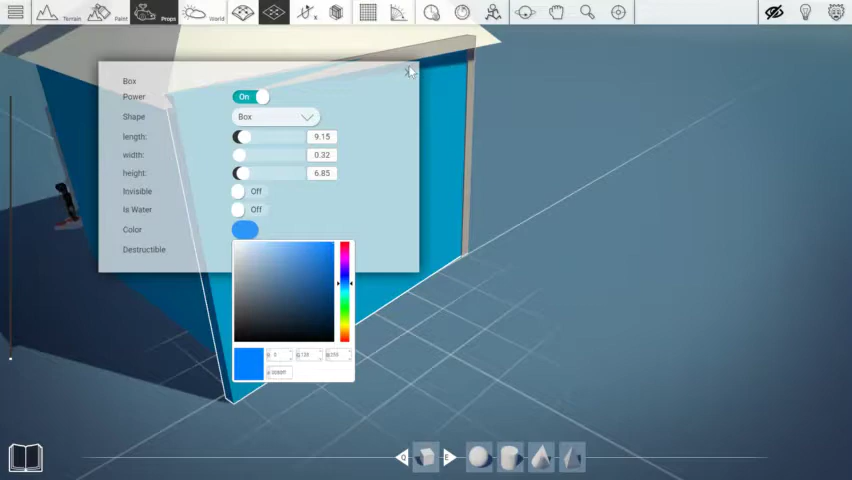 Terrain Paint Props World x
Box
Power On
Shape Box
length: 9.15
width: 0.32
height: 6.85
Invisible Off
Is Water Off
Color
Destructible
Q E